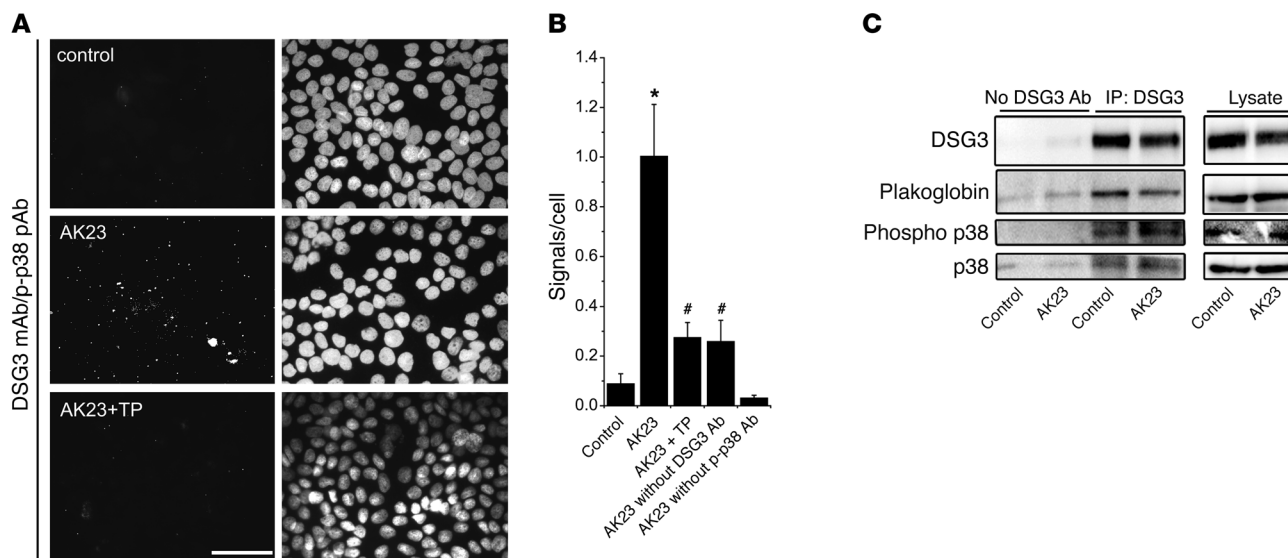 A
DSG3 mAb/p-p38 pAb
control
AK23
AK23+TP
B
Signals/cell
1.4
1.2
1.0
0.8
0.6
0.4
0.2
0.0
*
#
#
Control
AK23
AK23 + TP
AK23 without DSG3 Ab
AK23 without p-p38 Ab
C
No DSG3 Ab IP: DSG3 Lysate
DSG3
Plakoglobin
Phospho p38
p38
Control AK23 Control AK23 Control AK23